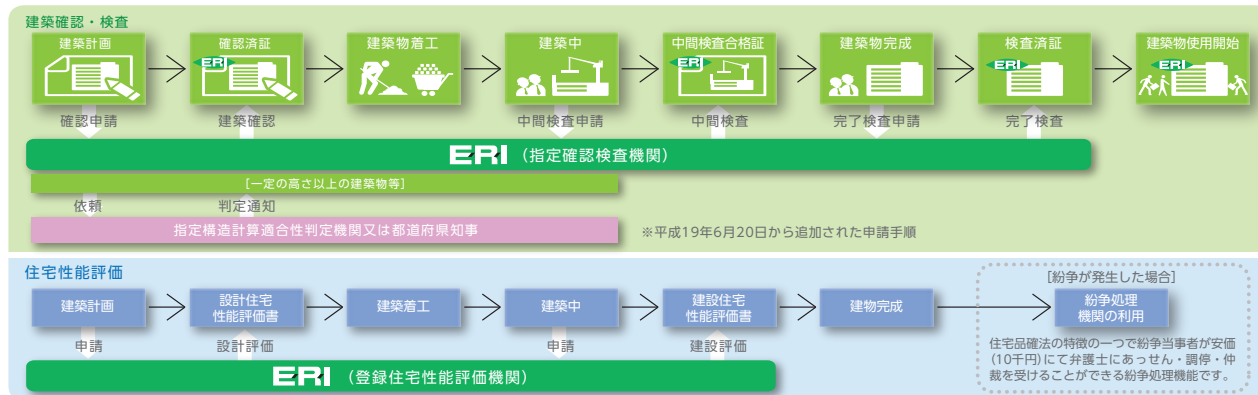 建築確認・検査
建築計画
確認済証
建築物着工
建築中
中間検査合格証
建築物完成
検査済証
建築物使用開始
ERI
ERI
ERI
ERI
確認申請
建築確認
中間検査申請
中間検査
完了検査申請
完了検査
ERI（指定確認検査機関）
[一定の高さ以上の建築物等]
依頼
判定通知
指定構造計算適合性判定機関又は都道府県知事
※平成19年6月20日から追加された申請手順
住宅性能評価
[紛争が発生した場合]
建築計画
設計住宅
性能評価書
建築着工
建築中
建設住宅
性能評価書
建物完成
紛争処理
機関の利用
申請
設計評価
申請
建設評価
住宅品確法の特徴の一つで紛争当事者が安価
(10千円)にて弁護士にあっせん・調停・仲
裁を受けることができる紛争処理機能です。
ERI（登録住宅性能評価機関）